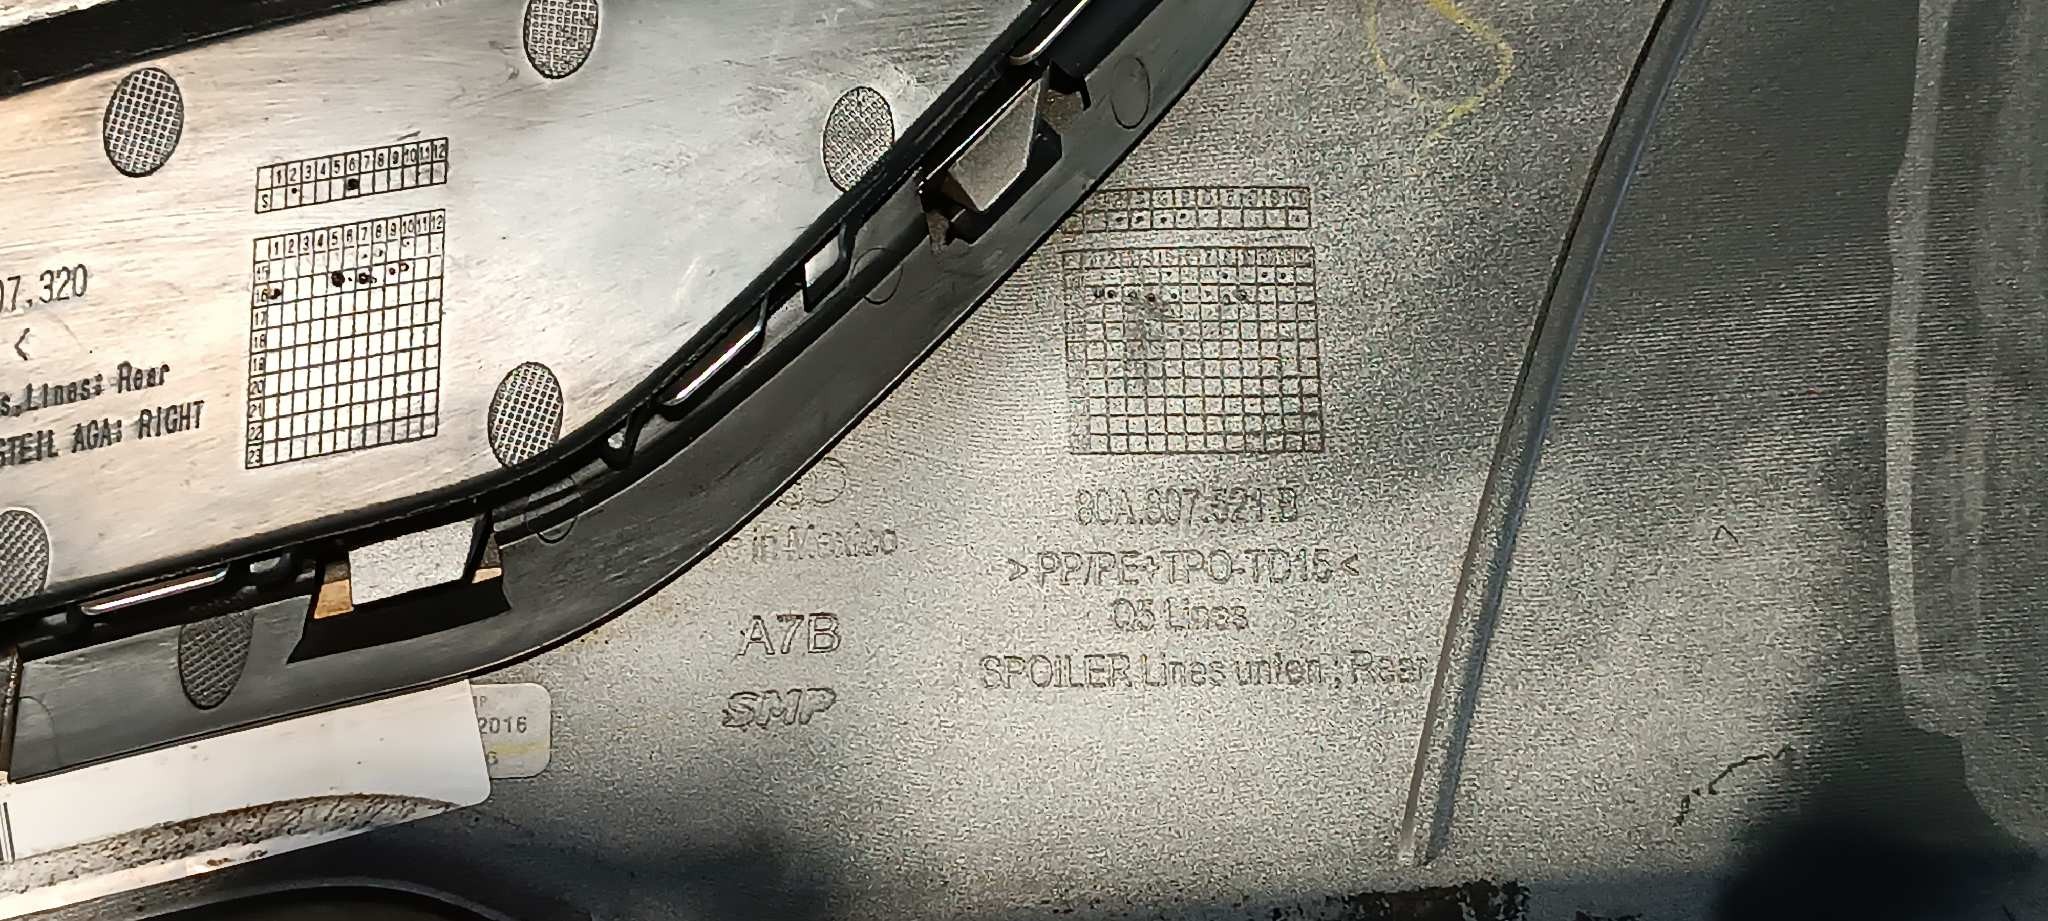 1 2 3 4 5 6 7 8 9 10 11 12
S
1 2 3 4 5 6 7 8 9 10 11 12
15
16
17
18
19
20
21
22
23
07.320
<
s.Lines: Rear
STEIL AGA: RIGHT
in Mexico
A7B
SMP
2016
6
80A.807.521.B
>PP/PE+TPO-TD15<
Q5 Lines
SPOILER Lines unten ; Rear